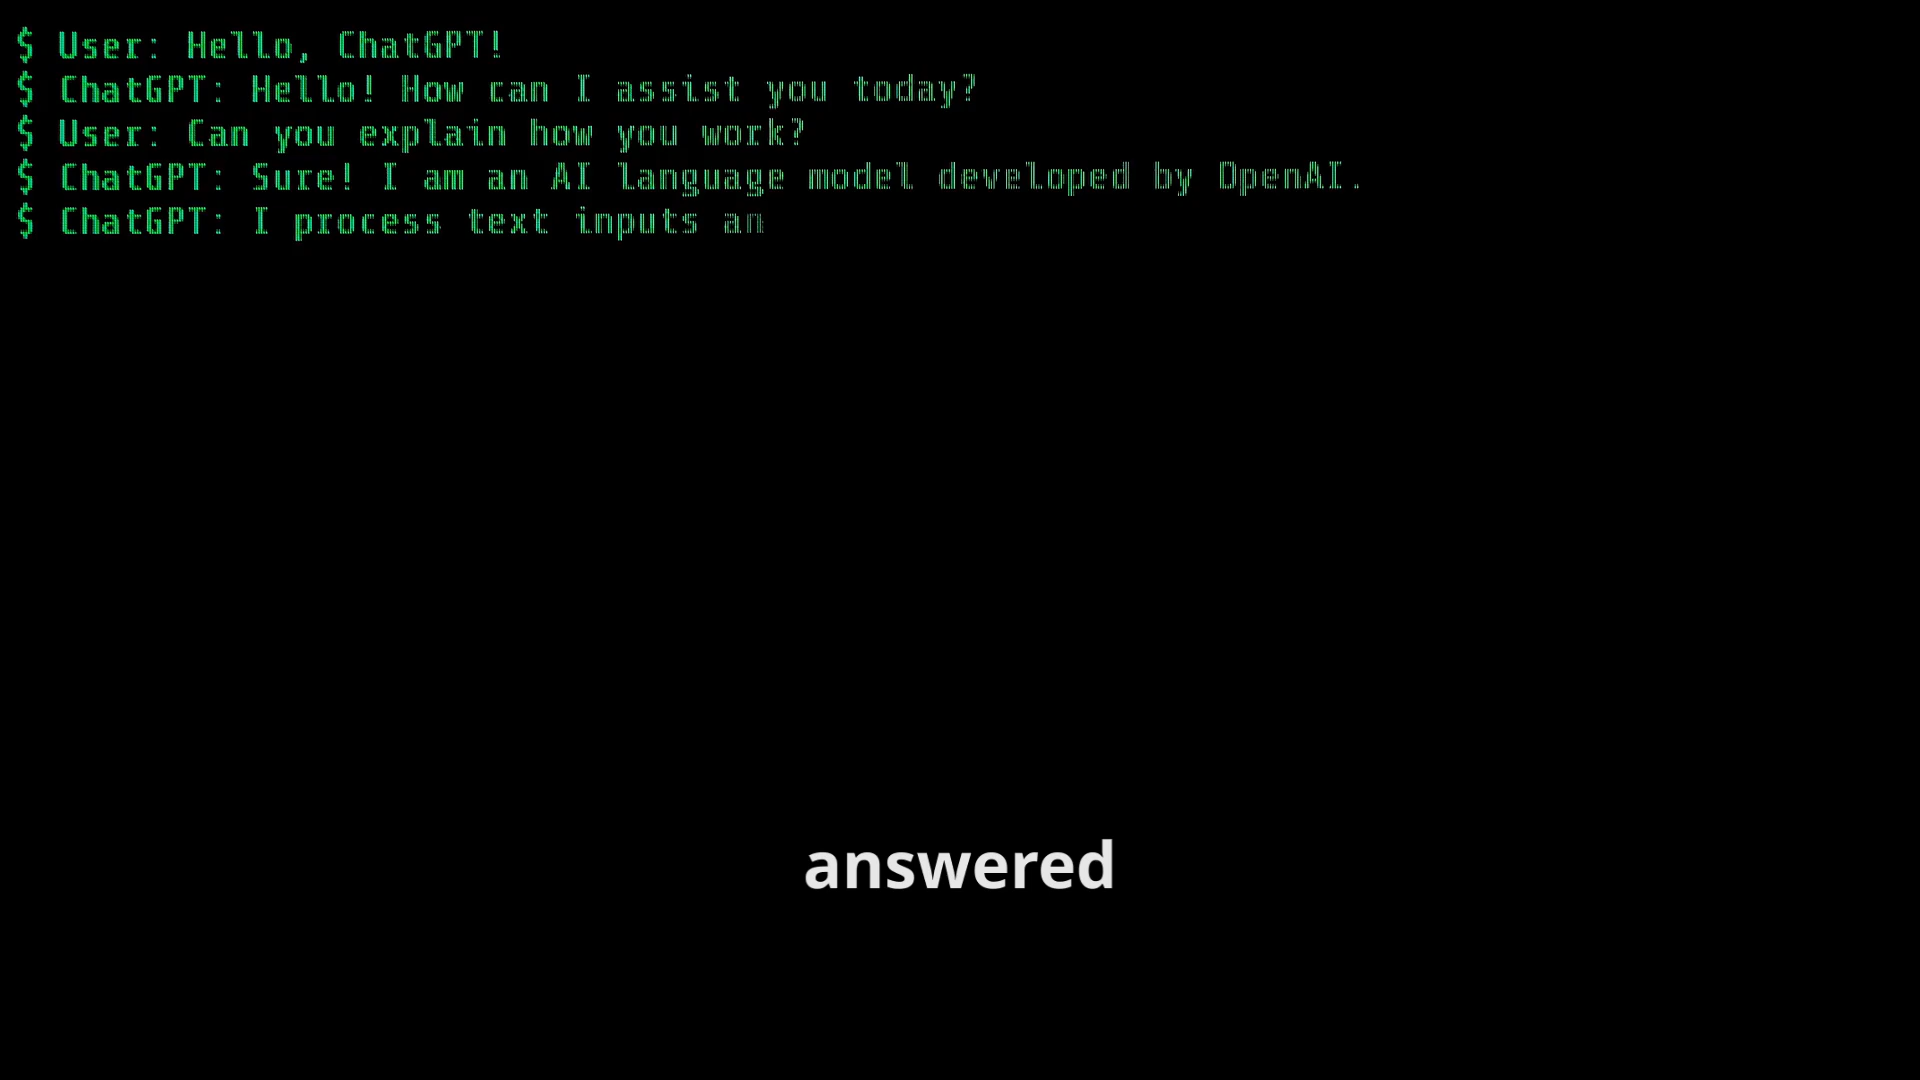 $ User: Hello, ChatGPT!
$ ChatGPT: Hello! How can I assist you today?
$ User: Can you explain how you work?
$ ChatGPT: Sure! I am an AI language model developed by OpenAI.
$ ChatGPT: I process text inputs an
answered